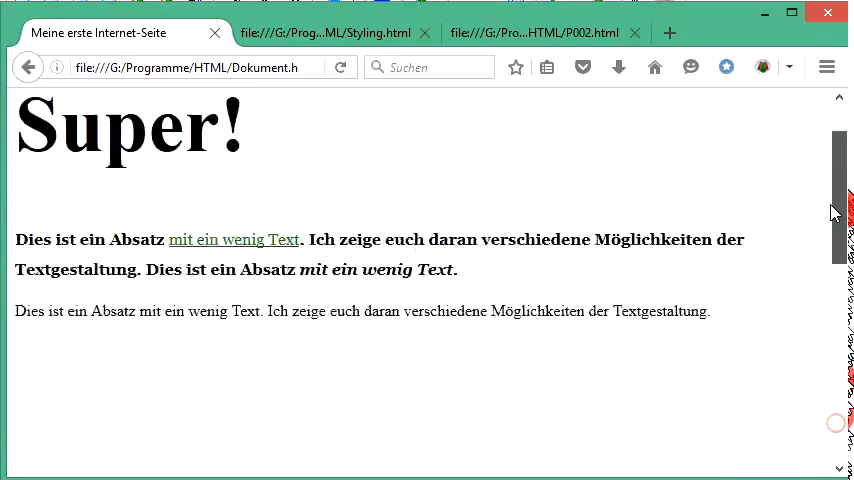 Meine erste Internet-Seite
file:///G:/Prog...ML/Styling.html
file:///G:/Pro...HTML/P002.html
file:///G:/Programme/HTML/Dokument.h
Suchen
Super!
Dies ist ein Absatz mit ein wenig Text. Ich zeige euch daran verschiedene Möglichkeiten der
Textgestaltung. Dies ist ein Absatz mit ein wenig Text.
Dies ist ein Absatz mit ein wenig Text. Ich zeige euch daran verschiedene Möglichkeiten der Textgestaltung.